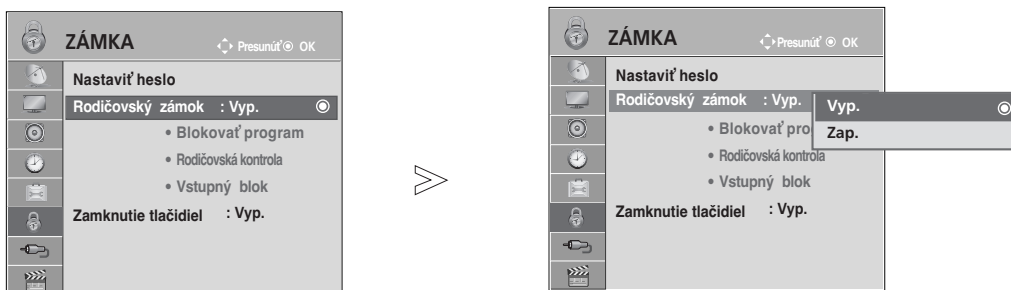 ZÁMKA
Presunúť OK
Nastaviť heslo
Rodičovský zámok : Vyp.
• Blokovať program
• Rodičovská kontrola
• Vstupný blok
Zamknutie tlačidiel : Vyp.
ZÁMKA
Presunúť OK
Nastaviť heslo
Rodičovský zámok : Vyp.
Vyp.
• Blokovať pro
Zap.
• Rodičovská kontrola
• Vstupný blok
Zamknutie tlačidiel : Vyp.